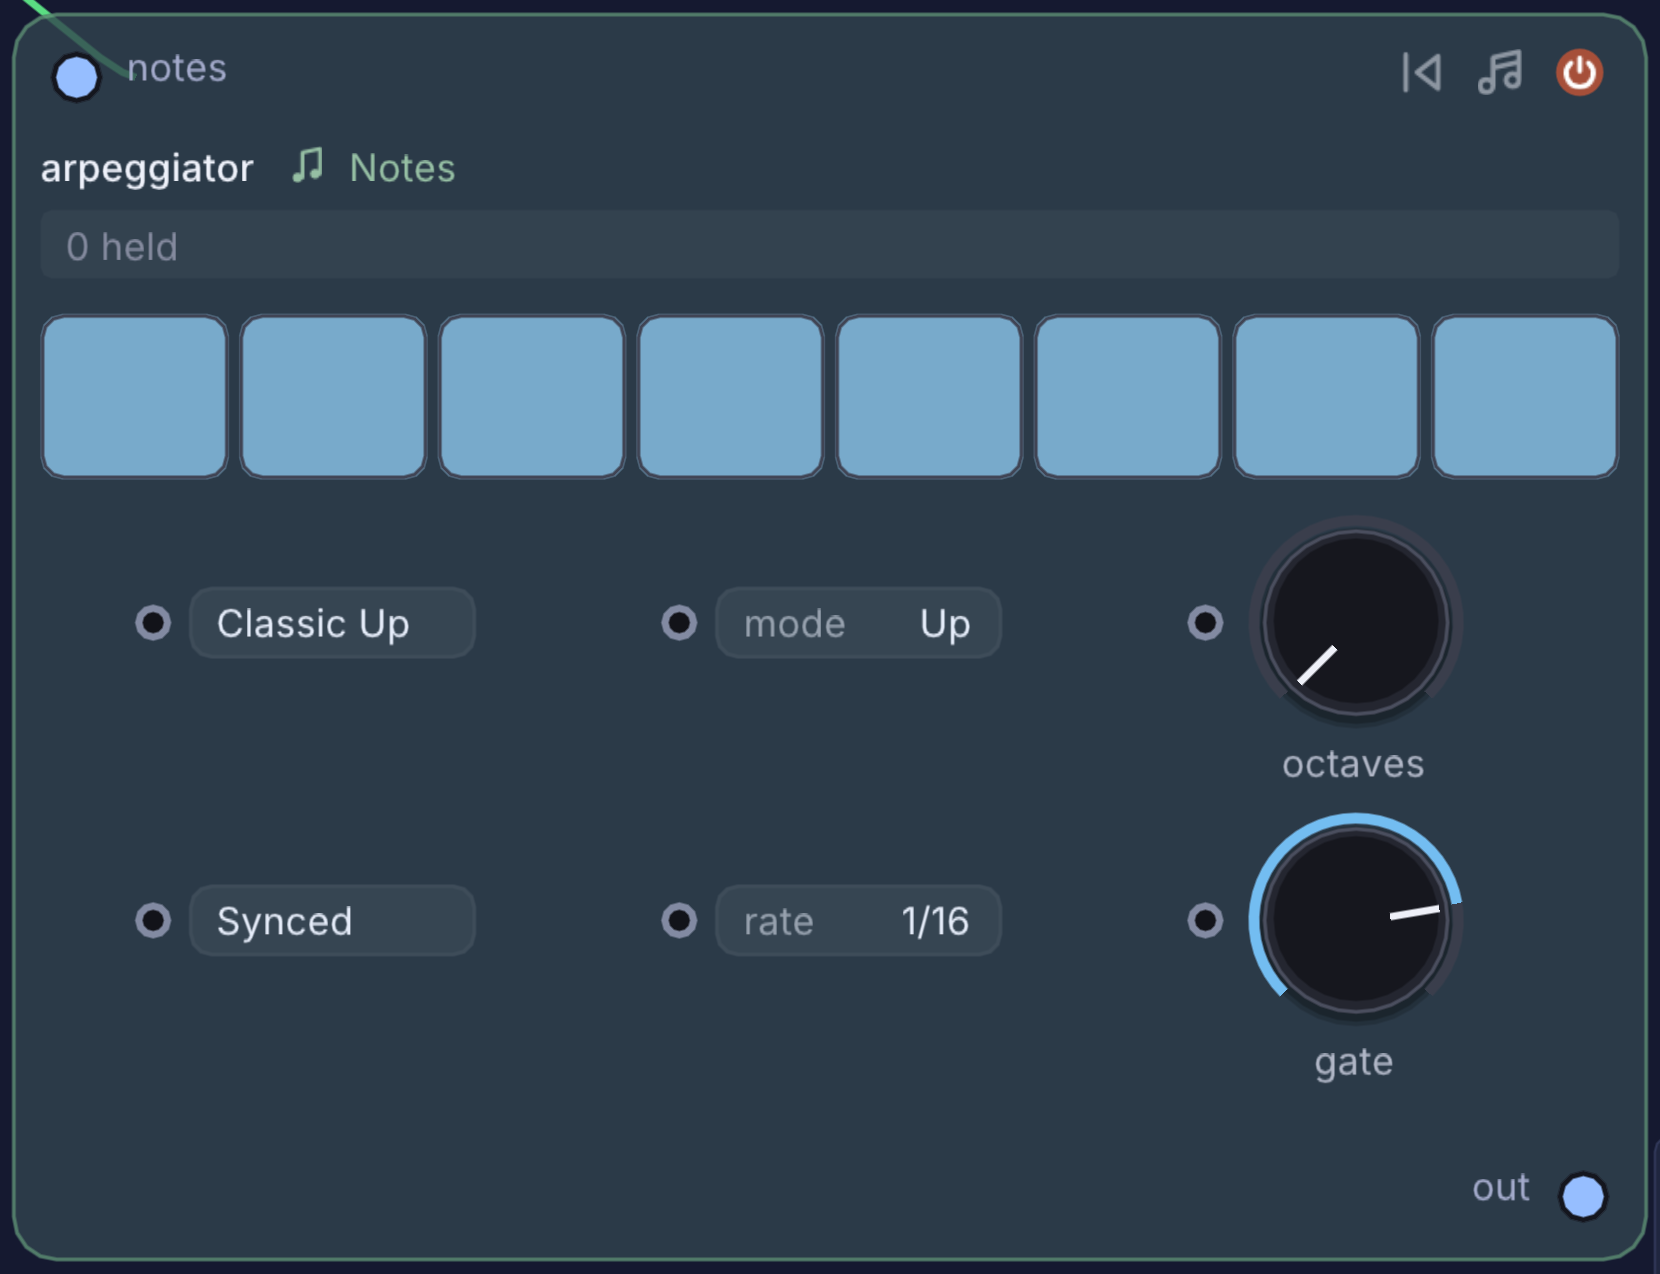 notes
arpeggiator Notes
0 held
Classic Up mode Up
octaves
Synced rate 1/16
gate
out